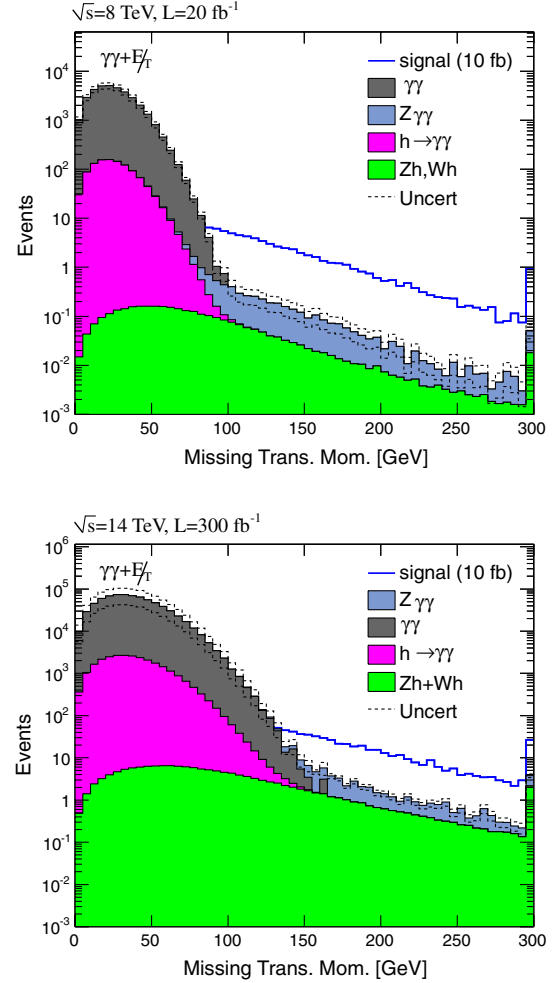 √s=8 TeV, L=20 fb⁻¹
γγ+E̸_T
signal (10 fb)
γγ
Z γγ
h→γγ
Zh,Wh
Uncert
Events
10⁴
10³
10²
10
1
10⁻¹
10⁻²
10⁻³
0 50 100 150 200 250 300
Missing Trans. Mom. [GeV]
√s=14 TeV, L=300 fb⁻¹
γγ+E̸_T
signal (10 fb)
Z γγ
γγ
h→γγ
Zh+Wh
Uncert
Events
10⁶
10⁵
10⁴
10³
10²
10
1
10⁻¹
10⁻²
10⁻³
0 50 100 150 200 250 300
Missing Trans. Mom. [GeV]